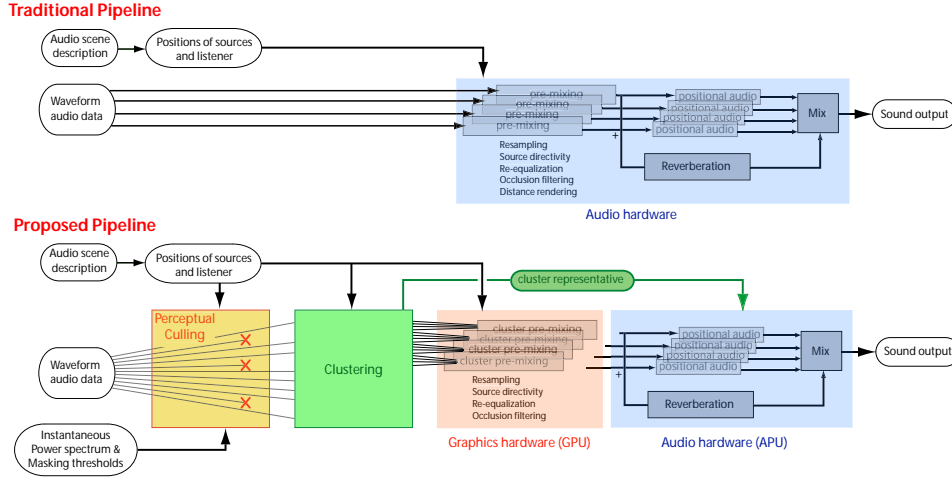 Traditional Pipeline
Audio scene
description
Positions of sources
and listener
Waveform
audio data
pre-mixing
pre-mixing
pre-mixing
pre-mixing
positional audio
positional audio
positional audio
positional audio
Mix
Sound output
+
Resampling
Source directivity
Re-equalization
Occlusion filtering
Distance rendering
Reverberation
Audio hardware
Proposed Pipeline
Audio scene
description
Positions of sources
and listener
cluster representative
Perceptual
Culling
Waveform
audio data
Clustering
cluster pre-mixing
cluster pre-mixing
cluster pre-mixing
cluster pre-mixing
positional audio
positional audio
positional audio
positional audio
Mix
Sound output
+
Resampling
Source directivity
Re-equalization
Occlusion filtering
Reverberation
Instantaneous
Power spectrum &
Masking thresholds
Graphics hardware (GPU)
Audio hardware (APU)